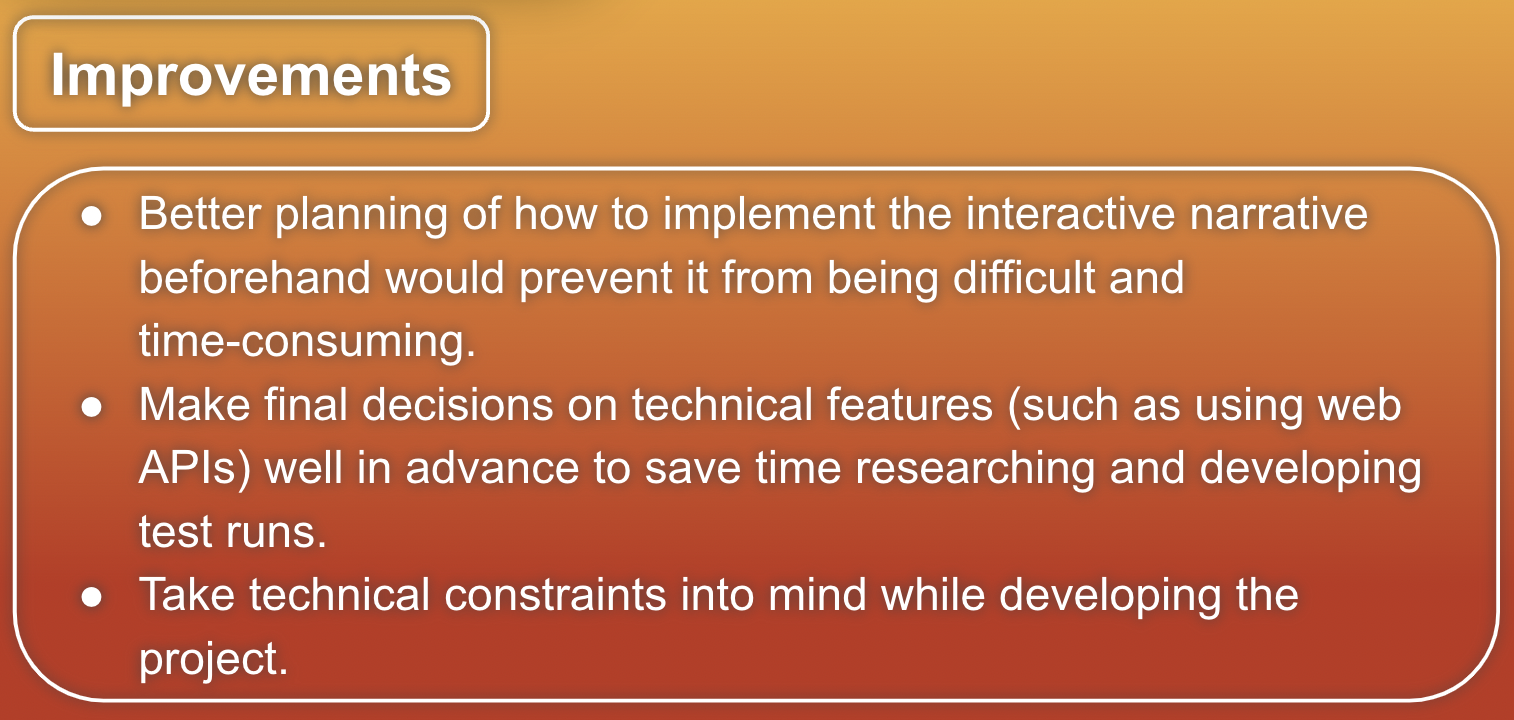 Improvements
● Better planning of how to implement the interactive narrative
beforehand would prevent it from being difficult and
time-consuming.
● Make final decisions on technical features (such as using web
APIs) well in advance to save time researching and developing
test runs.
● Take technical constraints into mind while developing the
project.